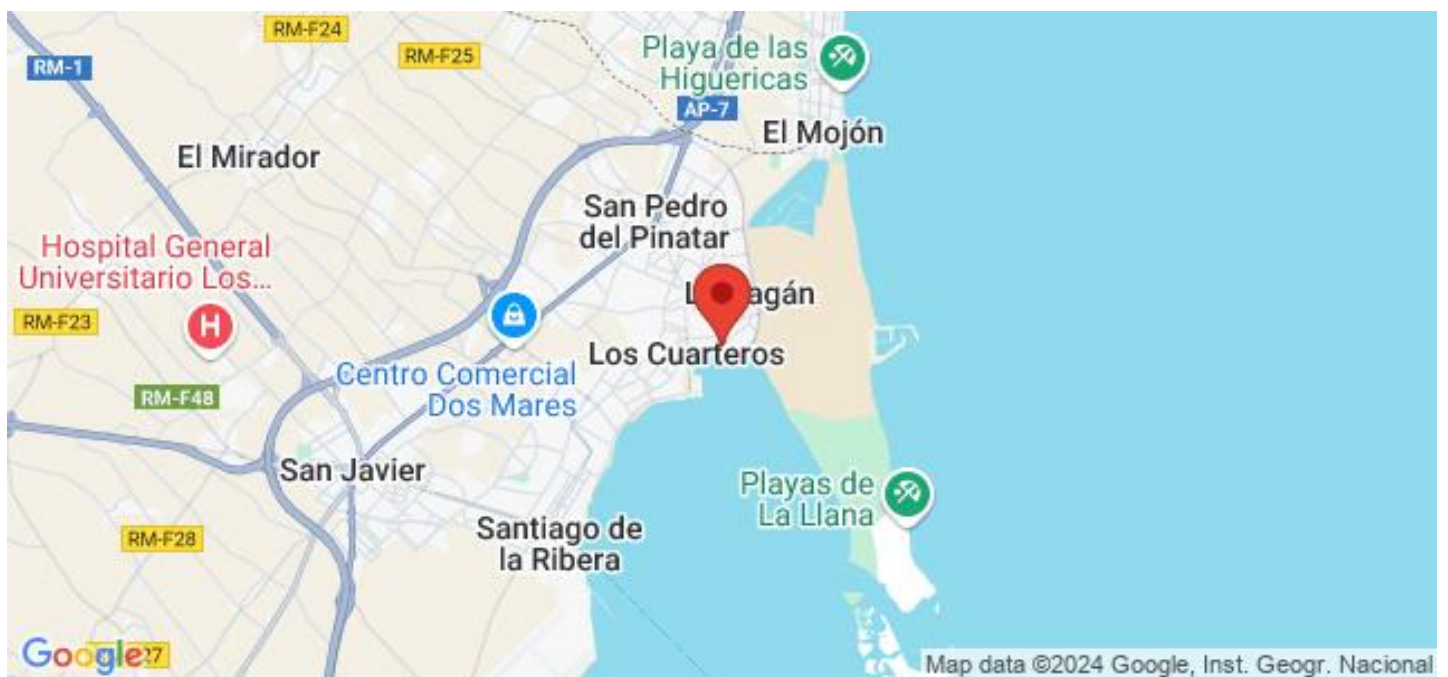 RM-F24
RM-F25
RM-1
Playa de las
Higuericas
AP-7
El Mojón
El Mirador
San Pedro
del Pinatar
Hospital General
Universitario Los...
H
RM-F23
agán
Los Cuarteros
Centro Comercial
Dos Mares
RM-F48
San Javier
Playas de
La Llana
RM-F28
Santiago de
la Ribera
Google
27
Map data ©2024 Google, Inst. Geogr. Nacional